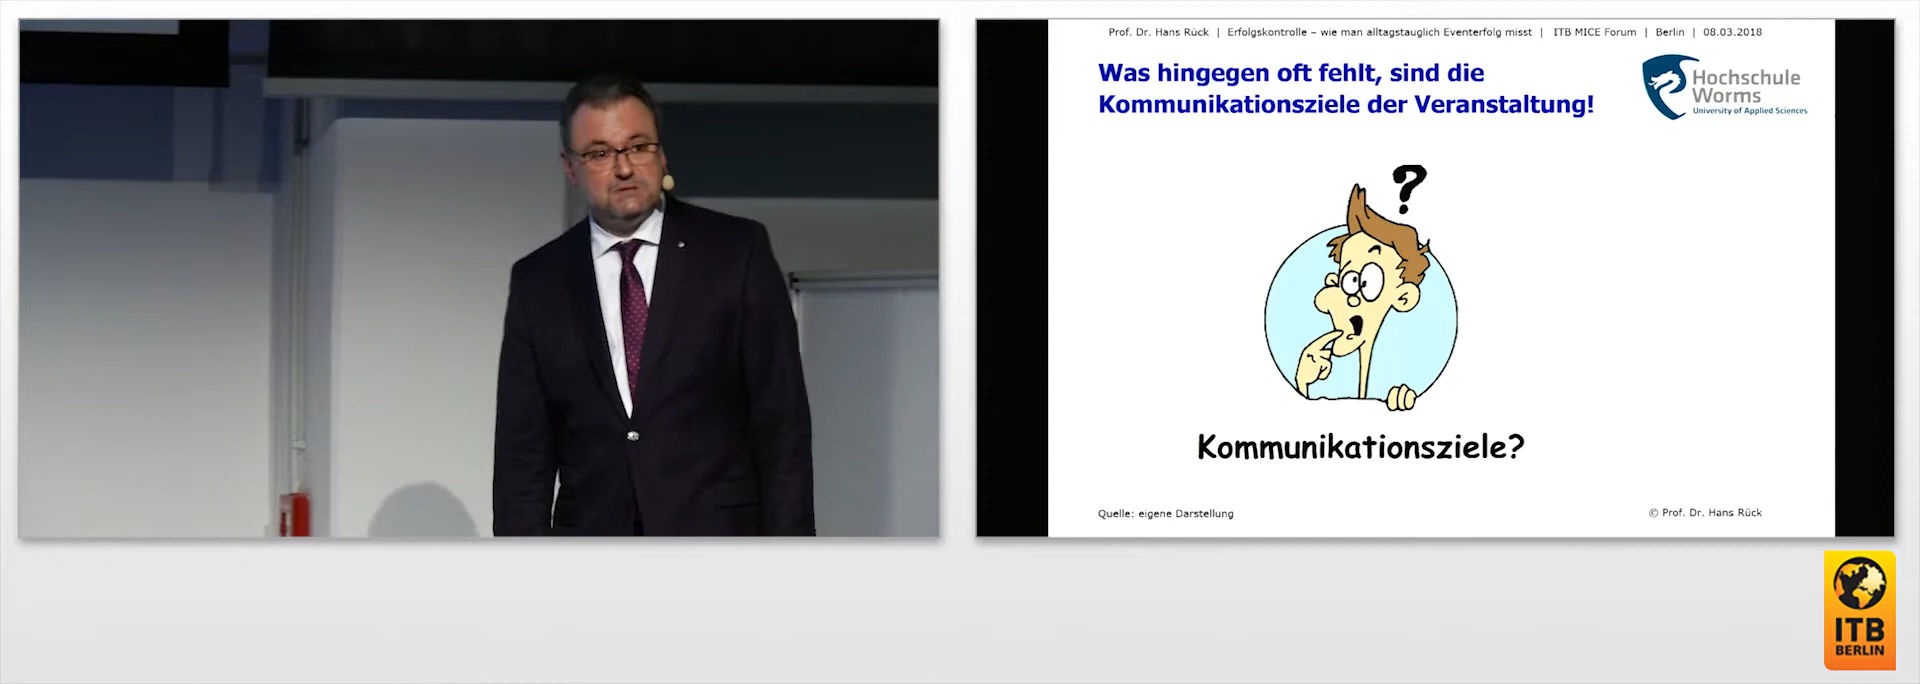 Prof. Dr. Hans Rück | Erfolgskontrolle – wie man alltagstauglich Eventerfolg misst | ITB MICE Forum | Berlin | 08.03.2018
Was hingegen oft fehlt, sind die
Kommunikationsziele der Veranstaltung!
Hochschule
Worms
University of Applied Sciences
?
Kommunikationsziele?
Quelle: eigene Darstellung
© Prof. Dr. Hans Rück
ITB
BERLIN